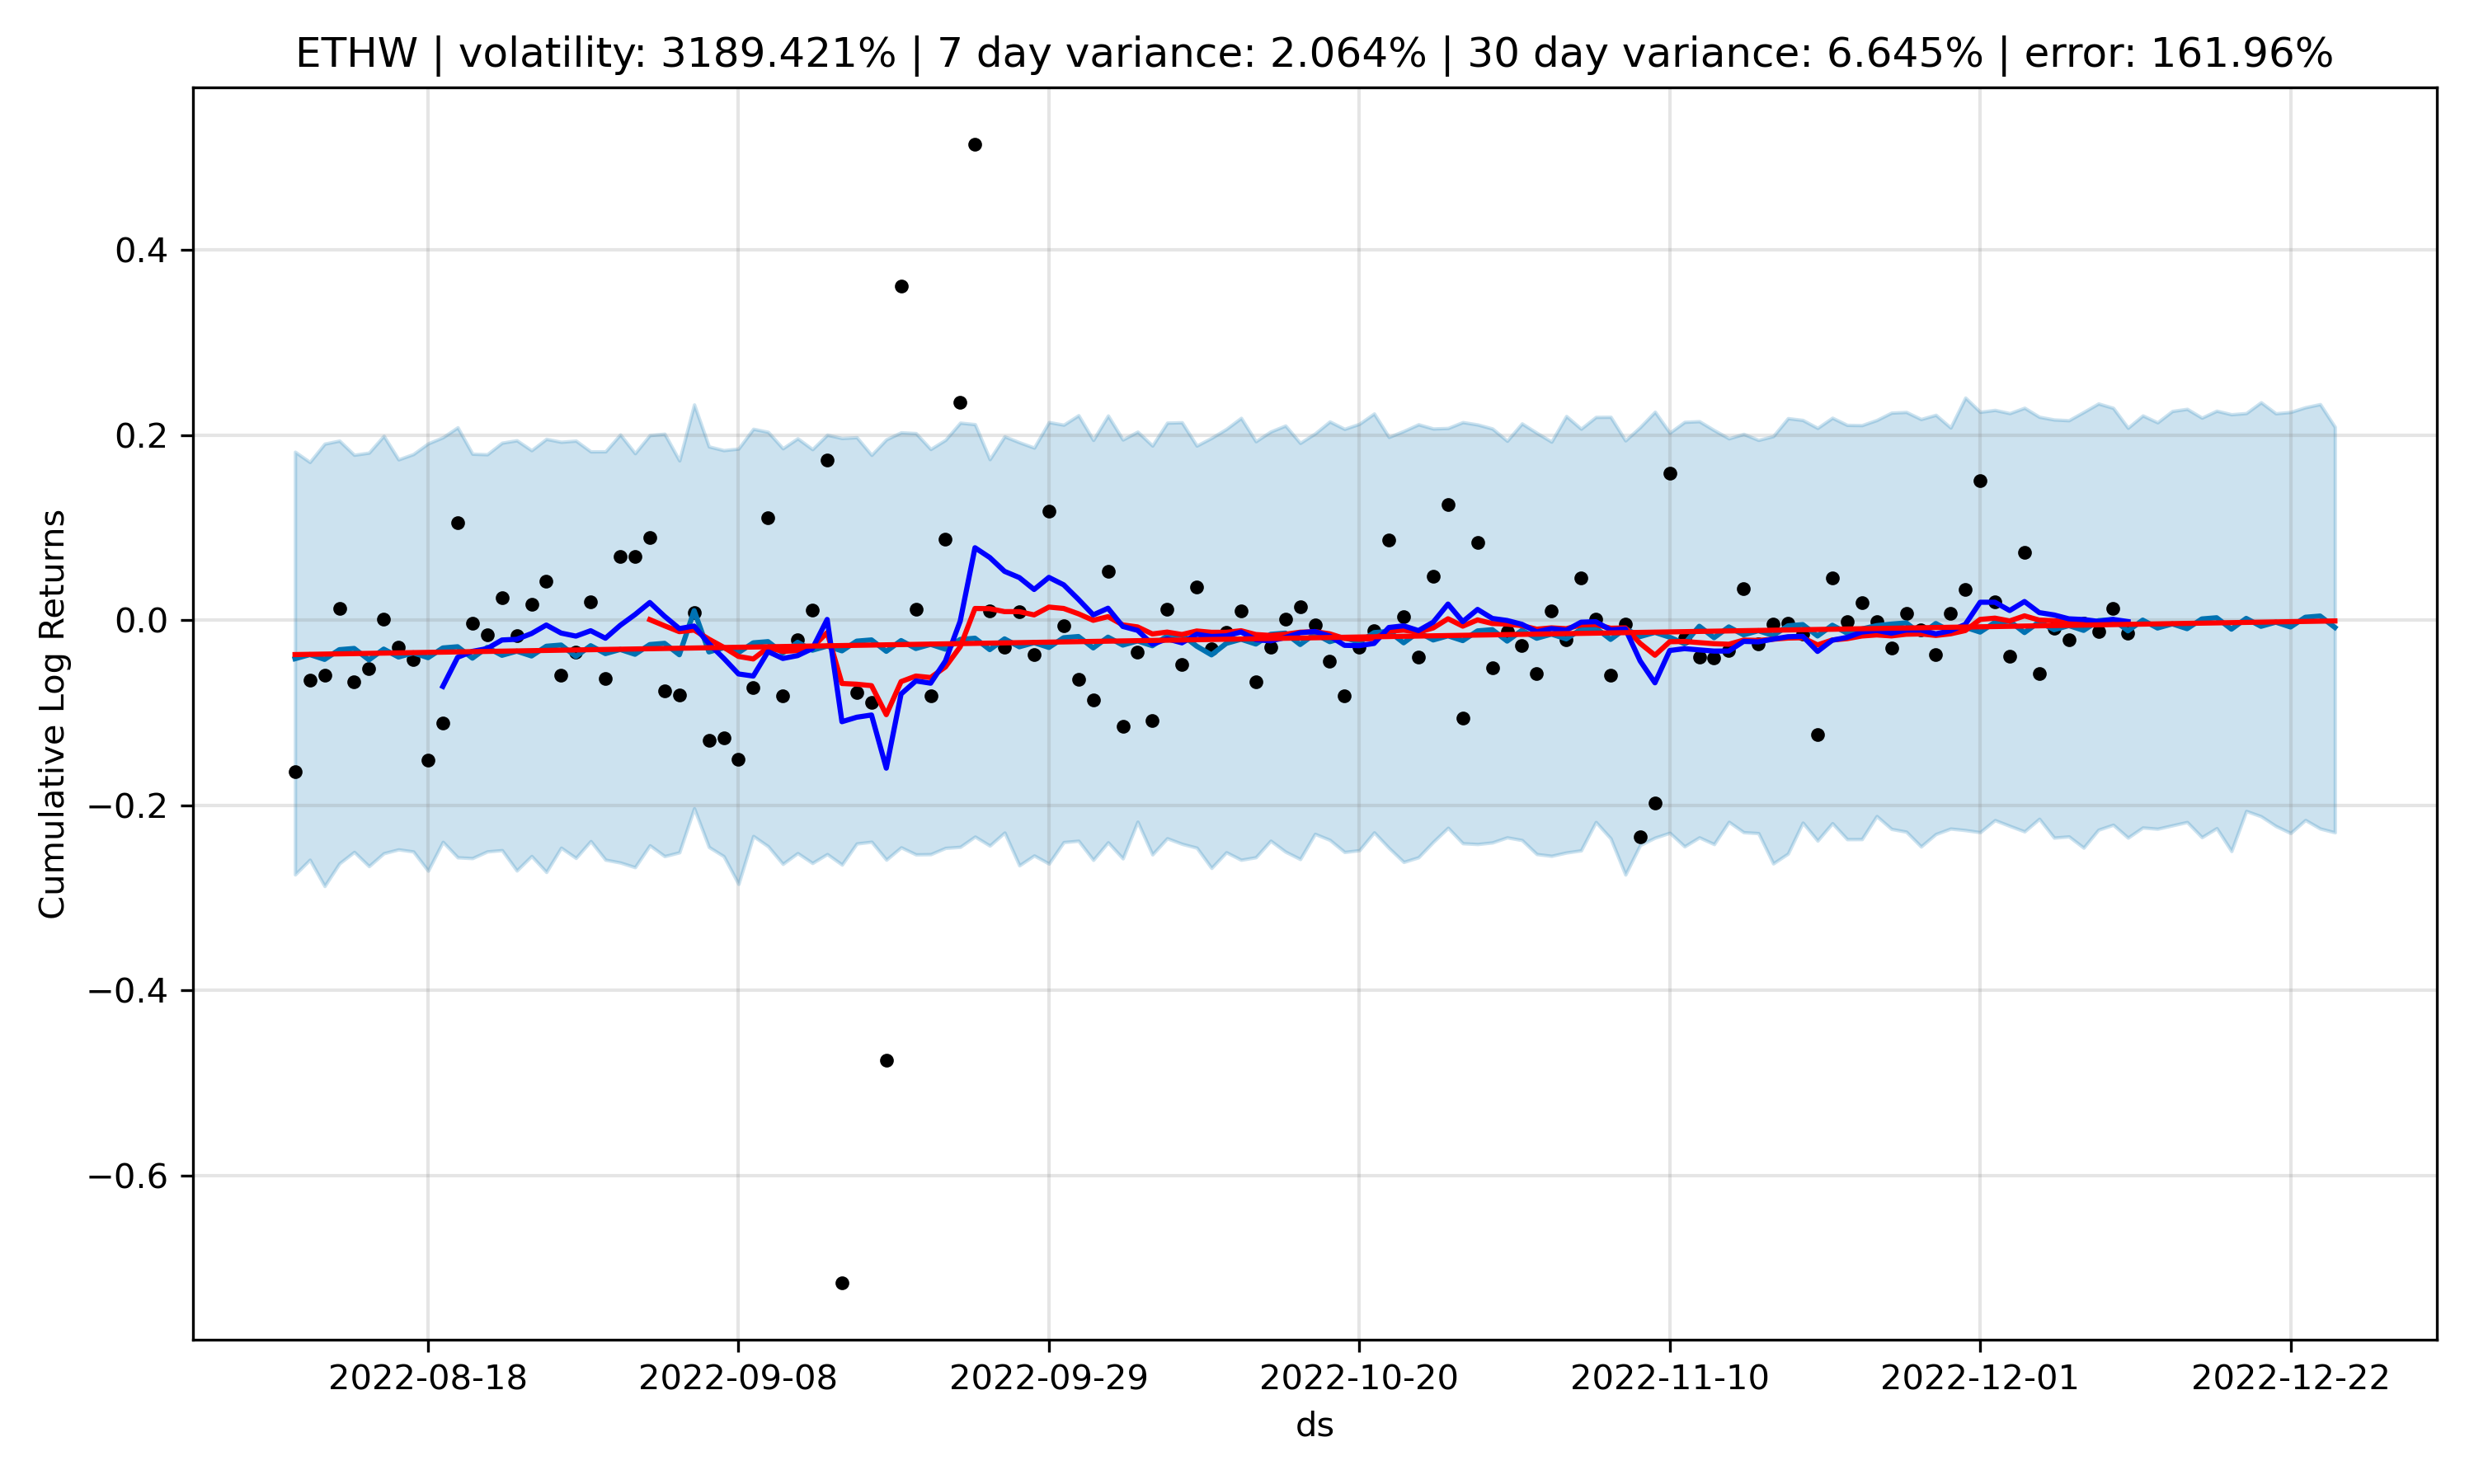 ETHW | volatility: 3189.421% | 7 day variance: 2.064% | 30 day variance: 6.645% | error: 161.96%
Cumulative Log Returns
0.4
0.2
0.0
−0.2
−0.4
−0.6
2022-08-18 2022-09-08 2022-09-29 2022-10-20 2022-11-10 2022-12-01 2022-12-22
ds